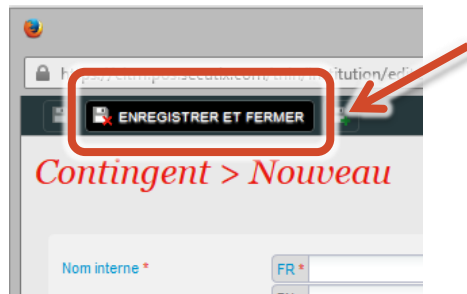 ENREGISTRER ET FERMER
Contingent > Nouveau
Nom interne *
FR *